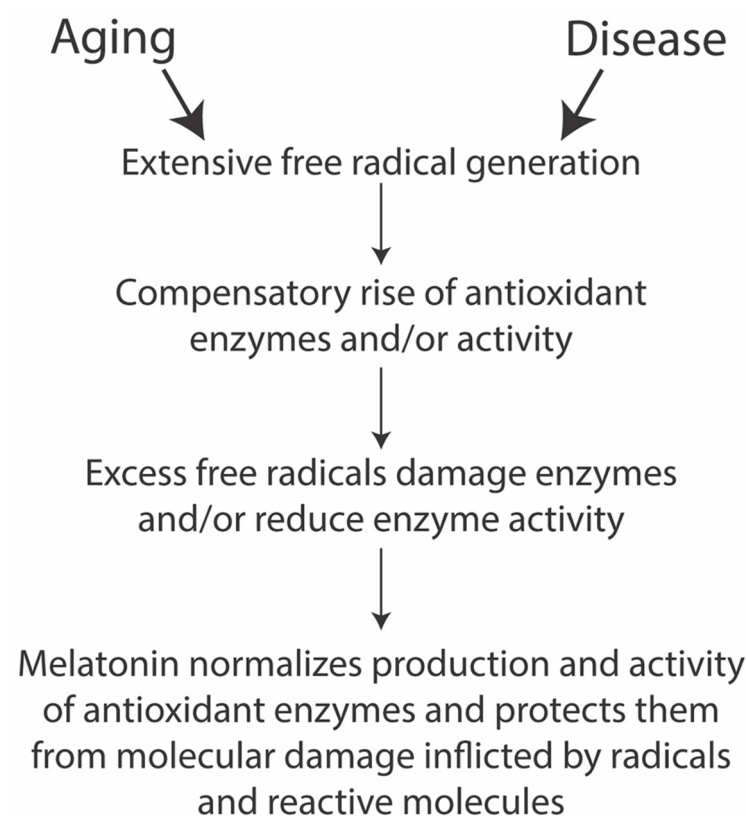 Aging
Disease
Extensive free radical generation
Compensatory rise of antioxidant
enzymes and/or activity
Excess free radicals damage enzymes
and/or reduce enzyme activity
Melatonin normalizes production and activity
of antioxidant enzymes and protects them
from molecular damage inflicted by radicals
and reactive molecules